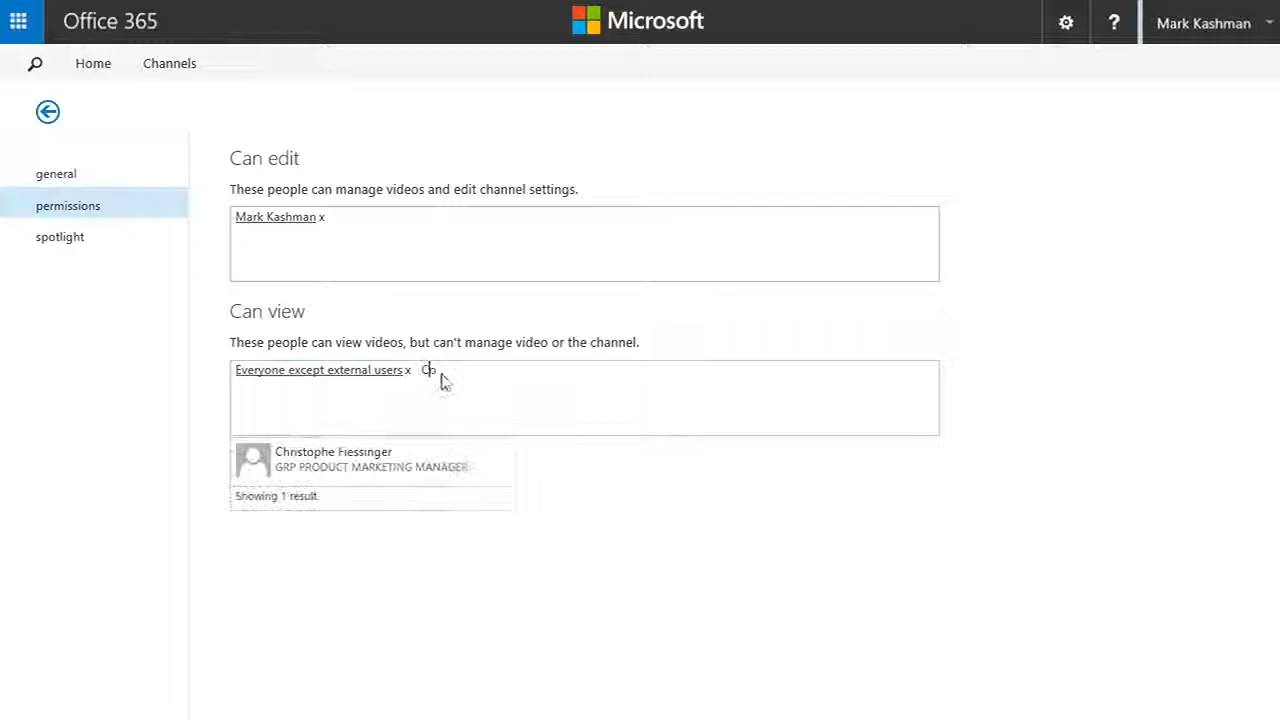 Office 365
Microsoft
?
Mark Kashman
Home
Channels
general
permissions
spotlight
Can edit
These people can manage videos and edit channel settings.
Mark Kashman x
Can view
These people can view videos, but can't manage video or the channel.
Everyone except external users x
Christophe Fiessinger
GRP PRODUCT MARKETING MANAGER
Showing 1 result